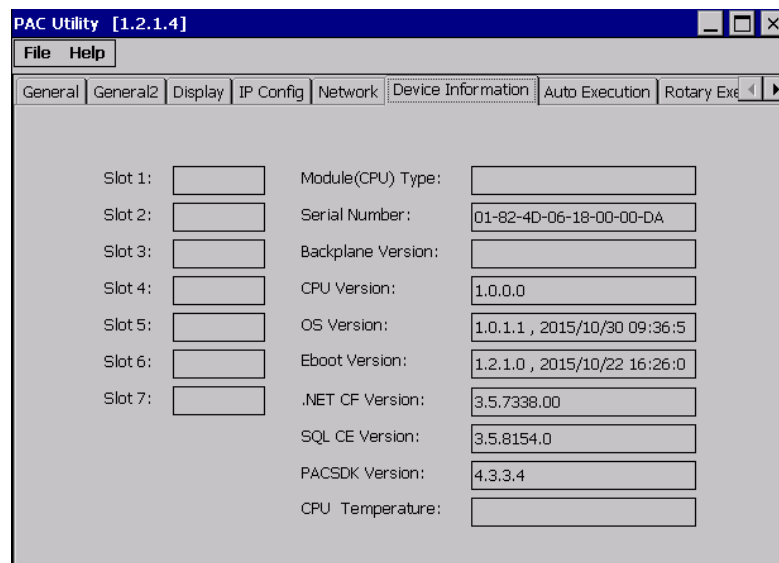 PAC Utility [1.2.1.4]
File Help
General General2 Display IP Config Network Device Information Auto Execution Rotary Exe
Slot 1:
Module(CPU) Type:
Slot 2:
Serial Number: 01-82-4D-06-18-00-00-DA
Slot 3:
Backplane Version:
Slot 4:
CPU Version: 1.0.0.0
Slot 5:
OS Version: 1.0.1.1 , 2015/10/30 09:36:5
Slot 6:
Eboot Version: 1.2.1.0 , 2015/10/22 16:26:0
Slot 7:
.NET CF Version: 3.5.7338.00
SQL CE Version: 3.5.8154.0
PACSDK Version: 4.3.3.4
CPU Temperature: